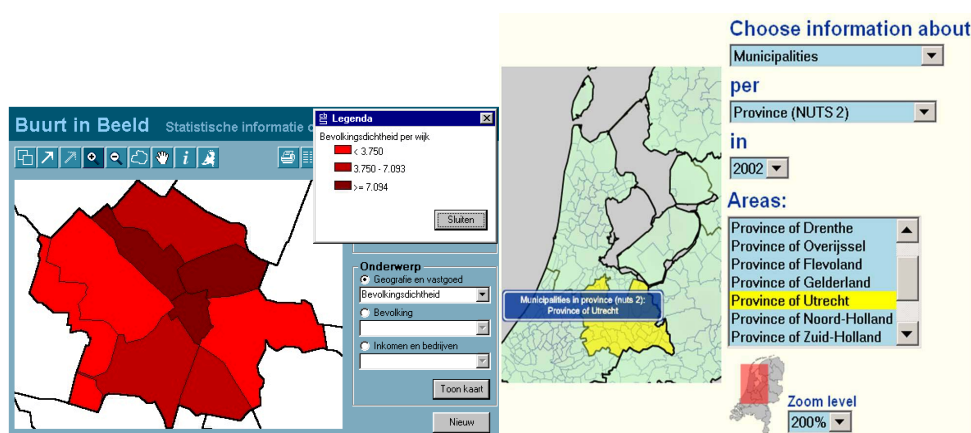 Buurt in Beeld Statistische informatie
Legenda
Bevolkingsdichtheid per wijk
< 3.750
3.750 - 7.093
>= 7.094
Sluiten
Onderwerp
Geografie en vastgoed
Bevolkingsdichtheid
Bevolking
Inkomen en bedrijven
Toon kaart
Nieuw
Municipalities in province (nuts 2):
Province of Utrecht
Choose information about
Municipalities
per
Province (NUTS 2)
in
2002
Areas:
Province of Drenthe
Province of Overijssel
Province of Flevoland
Province of Gelderland
Province of Utrecht
Province of Noord-Holland
Province of Zuid-Holland
Zoom level
200%